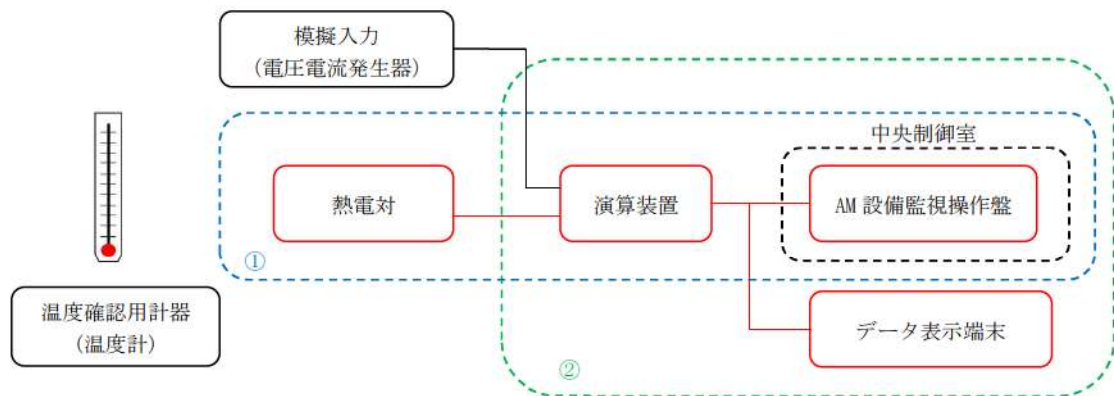 模擬入力
（電圧電流発生器）
中央制御室
熱電対
演算装置
AM 設備監視操作盤
①
温度確認用計器
（温度計）
データ表示端末
②